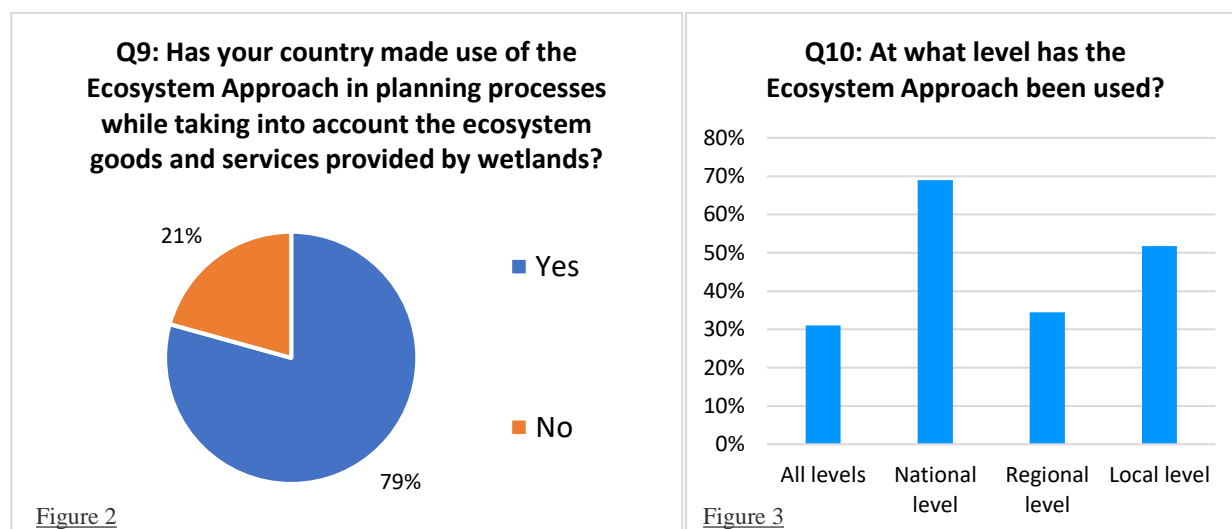 Q9: Has your country made use of the
Ecosystem Approach in planning processes
while taking into account the ecosystem
goods and services provided by wetlands?
21%
Yes
No
79%
Figure 2
Q10: At what level has the
Ecosystem Approach been used?
80%
70%
60%
50%
40%
30%
20%
10%
0%
All levels
National
level
Regional
level
Local level
Figure 3